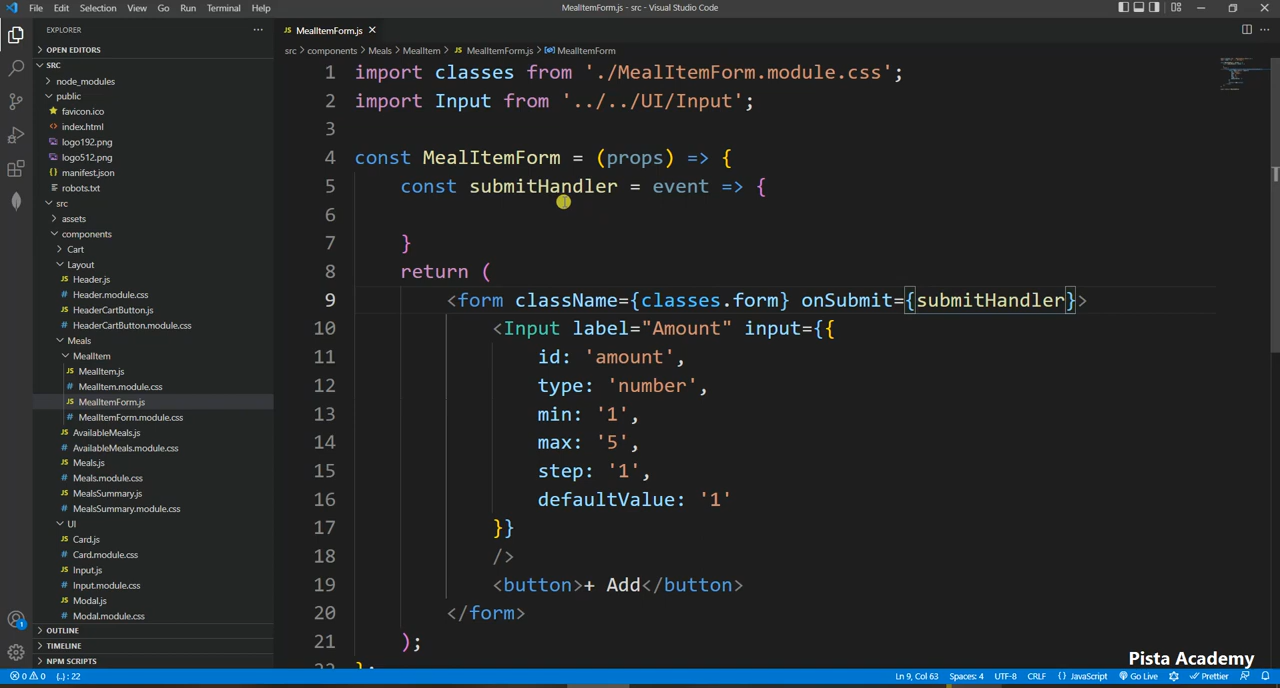 File Edit Selection View Go Run Terminal Help
MealItemForm.js - src - Visual Studio Code
EXPLORER
OPEN EDITORS
SRC
node_modules
public
favicon.ico
index.html
logo192.png
logo512.png
manifest.json
robots.txt
src
assets
components
Cart
Layout
Header.js
Header.module.css
HeaderCartButton.js
HeaderCartButton.module.css
Meals
MealItem
MealItem.js
MealItem.module.css
MealItemForm.js
MealItemForm.module.css
AvailableMeals.js
AvailableMeals.module.css
Meals.js
Meals.module.css
MealsSummary.js
MealsSummary.module.css
UI
Card.js
Card.module.css
Input.js
Input.module.css
Modal.js
Modal.module.css
OUTLINE
TIMELINE
NPM SCRIPTS
JS MealItemForm.js
src > components > Meals > MealItem > JS MealItemForm.js > MealItemForm
1 import classes from './MealItemForm.module.css';
2 import Input from '../../UI/Input';
3
4 const MealItemForm = (props) => {
5 const submitHandler = event => {
6
7 }
8 return (
9 <form className={classes.form} onSubmit={submitHandler}>
10 <Input label="Amount" input={{
11 id: 'amount',
12 type: 'number',
13 min: '1',
14 max: '5',
15 step: '1',
16 defaultValue: '1'
17 }}
18 />
19 <button>+ Add</button>
20 </form>
21 );
22 };
Pista Academy
0 0 {..} : 22
Ln 9, Col 63 Spaces: 4 UTF-8 CRLF {} JavaScript Go Live Prettier